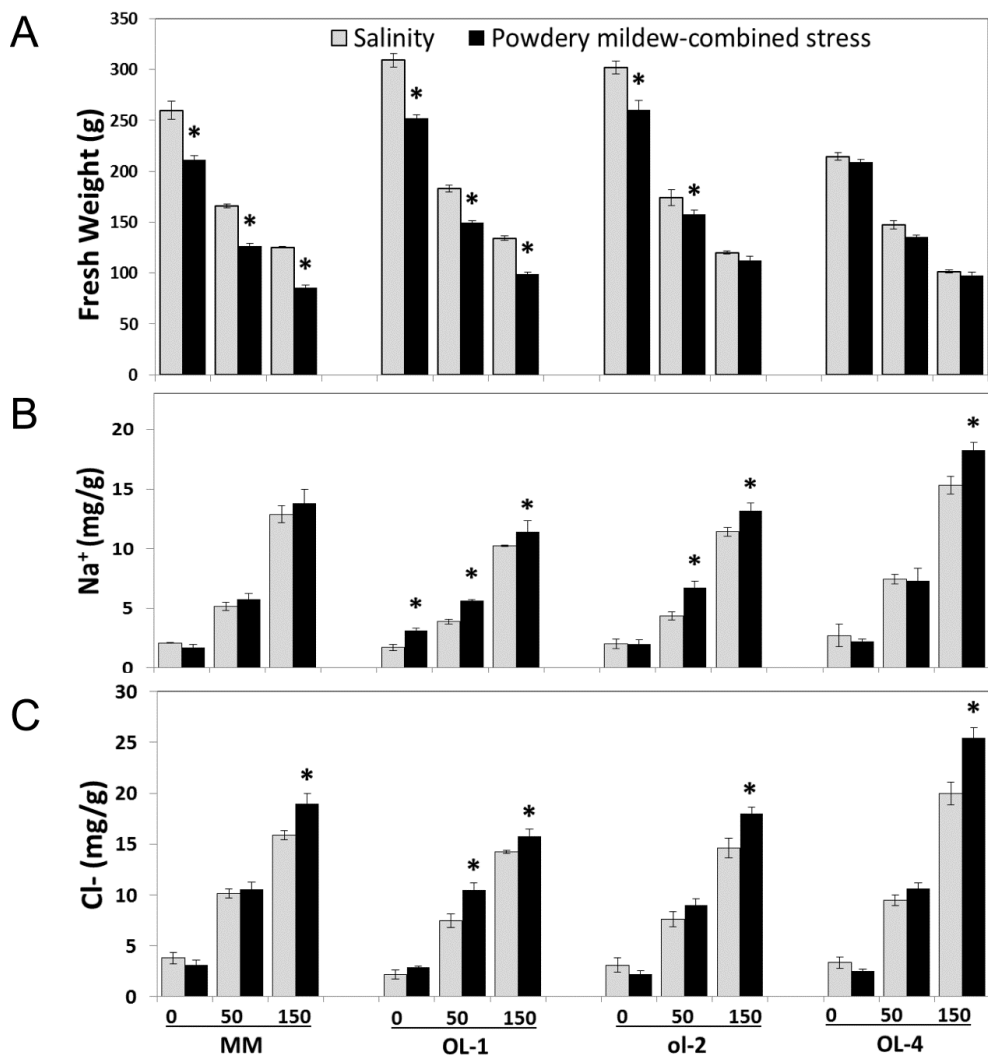 A
Fresh Weight (g)
350
300
250
200
150
100
50
0
Salinity
Powdery mildew-combined stress
* * *
* * *
* *
B
Na+ (mg/g)
20
15
10
5
0
* * *
* *
*
C
Cl- (mg/g)
30
25
20
15
10
5
0
*
* *
*
*
0 50 150 0 50 150 0 50 150 0 50 150
MM OL-1 ol-2 OL-4